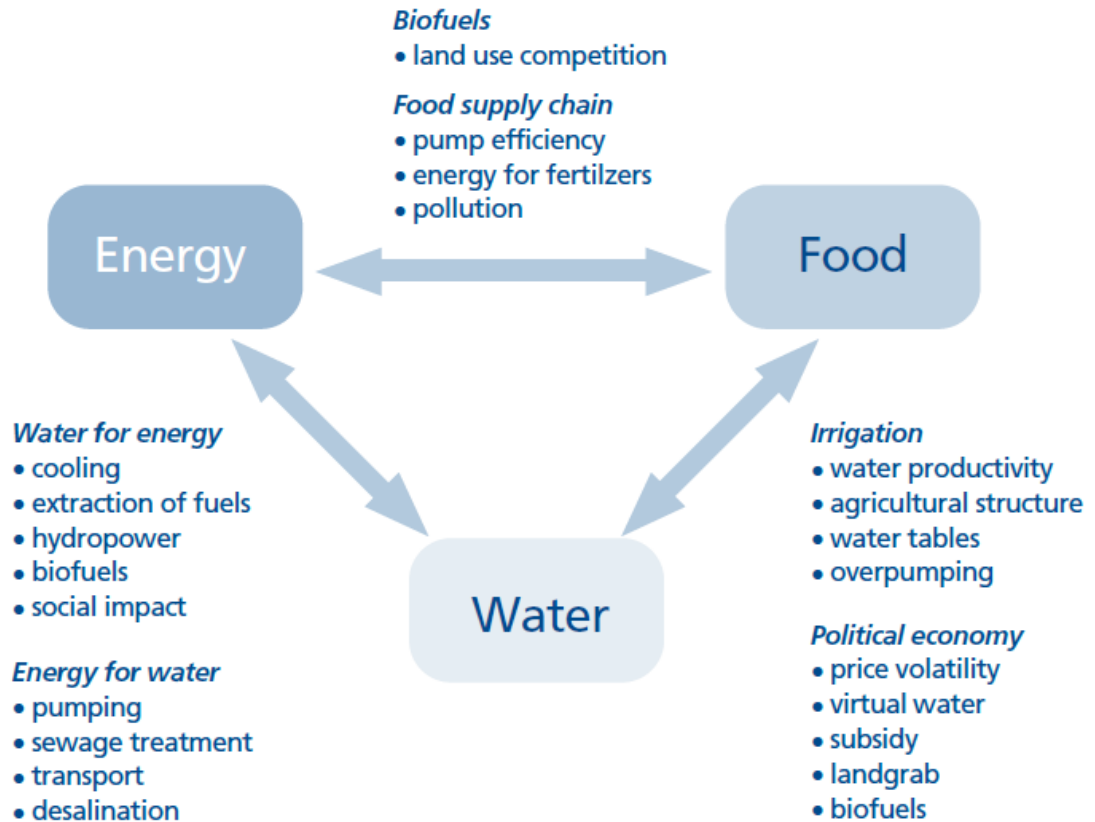 Biofuels
• land use competition
Food supply chain
• pump efficiency
• energy for fertilzers
• pollution
Energy
Food
Water for energy
• cooling
• extraction of fuels
• hydropower
• biofuels
• social impact
Energy for water
• pumping
• sewage treatment
• transport
• desalination
Water
Irrigation
• water productivity
• agricultural structure
• water tables
• overpumping
Political economy
• price volatility
• virtual water
• subsidy
• landgrab
• biofuels